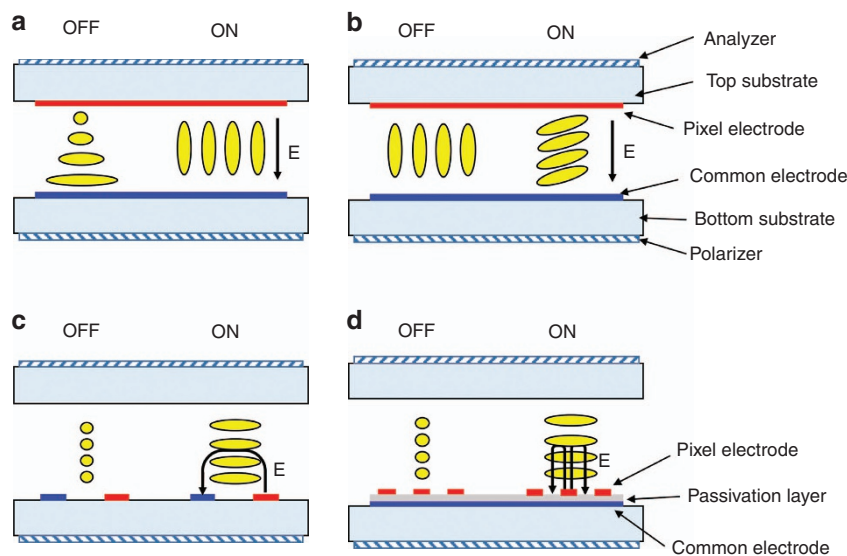 a
OFF
ON
E
b
OFF
ON
E
Analyzer
Top substrate
Pixel electrode
Common electrode
Bottom substrate
Polarizer
c
OFF
ON
E
d
OFF
ON
E
Pixel electrode
Passivation layer
Common electrode